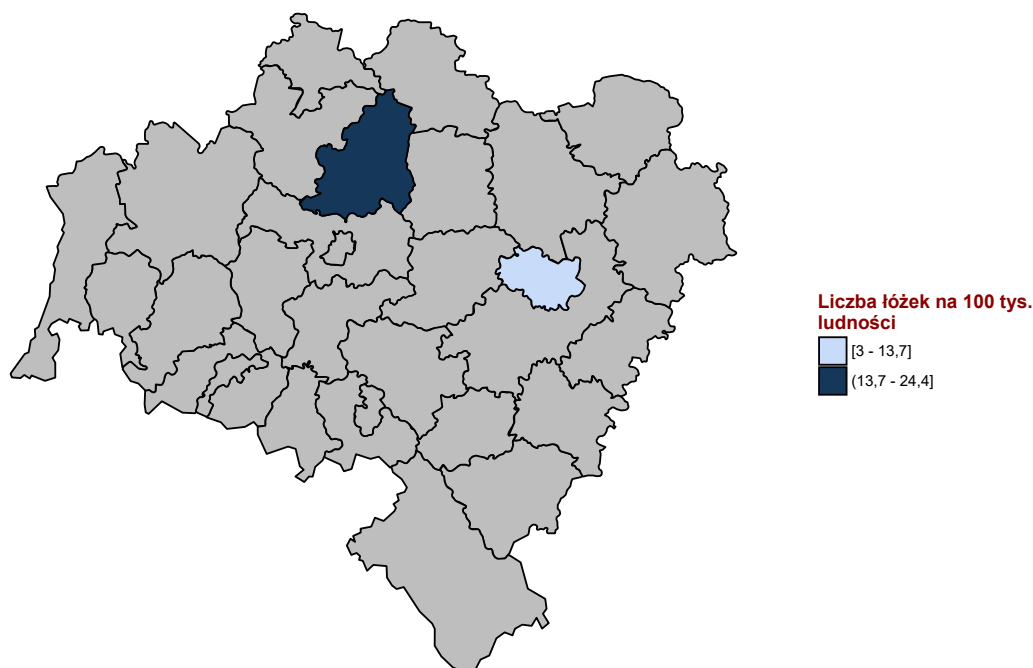 Liczba łóżek na 100 tys.
ludności
[3 - 13,7]
(13,7 - 24,4]